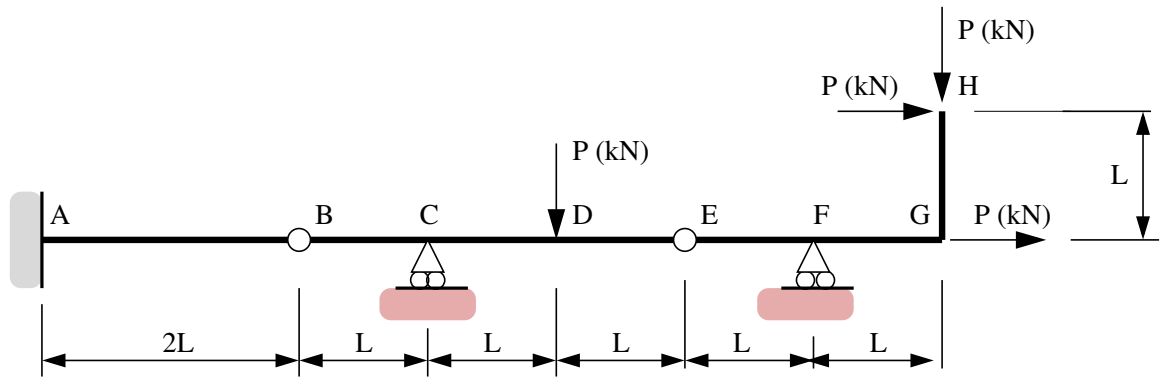 P (kN)
P (kN) H
P (kN)
L
A B C D E F G P (kN)
2L L L L L L